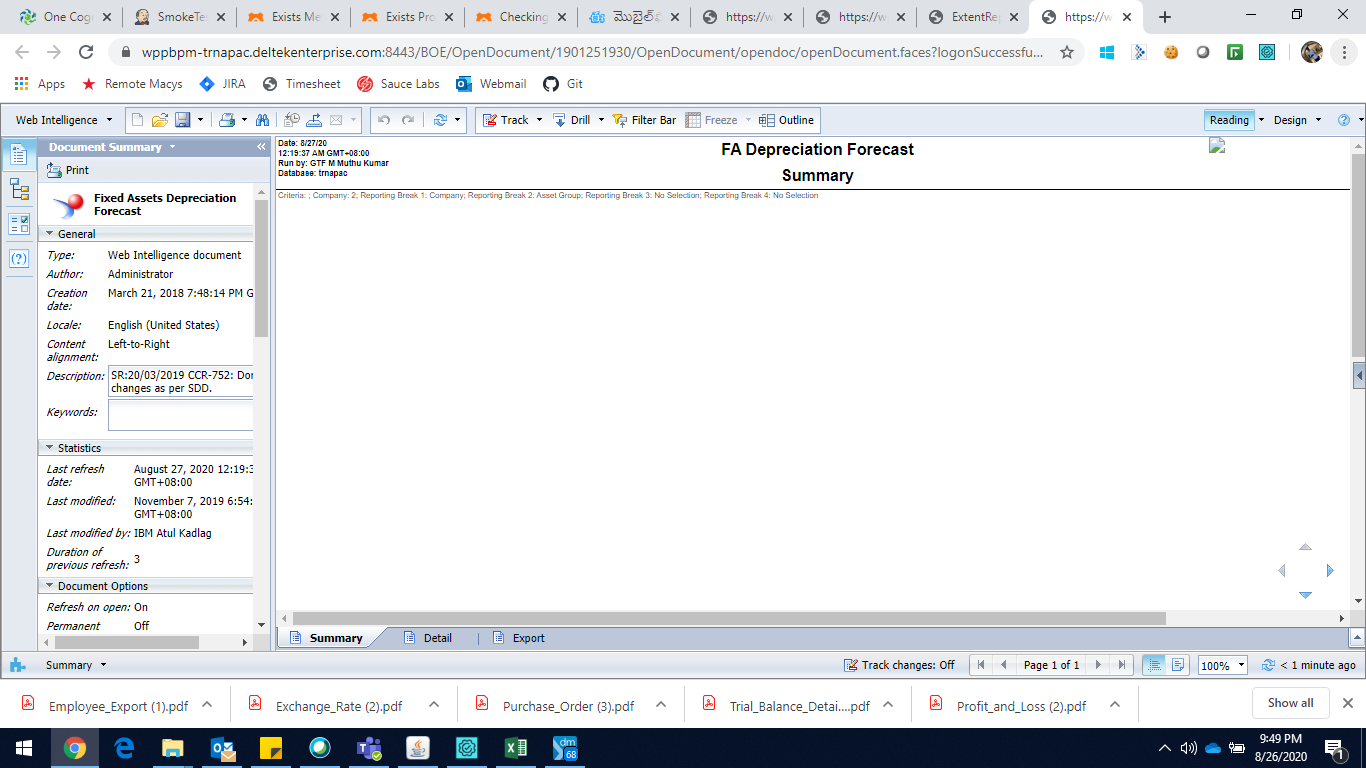 One Cogn
SmokeTes
Exists Me
Exists Pro
Checking
మొబైల్‌
https://w
https://w
ExtentRep
https://w
wppbpm-trnapac.deltekenterprise.com:8443/BOE/OpenDocument/1901251930/OpenDocument/opendoc/openDocument.faces?logonSuccessfu...
Apps
Remote Macys
JIRA
Timesheet
Sauce Labs
Webmail
Git
Web Intelligence
Track
Drill
Filter Bar
Freeze
Outline
Reading
Design
Document Summary
Print
Fixed Assets Depreciation
Forecast
General
Type: Web Intelligence document
Author: Administrator
Creation date: March 21, 2018 7:48:14 PM G
Locale: English (United States)
Content alignment: Left-to-Right
Description: SR:20/03/2019 CCR-752: Don
changes as per SDD.
Keywords:
Statistics
Last refresh date: August 27, 2020 12:19:3
GMT+08:00
Last modified: November 7, 2019 6:54:
GMT+08:00
Last modified by: IBM Atul Kadlag
Duration of previous refresh: 3
Document Options
Refresh on open: On
Permanent Off
Date: 8/27/20
12:19:37 AM GMT+08:00
Run by: GTF M Muthu Kumar
Database: trnapac
FA Depreciation Forecast
Summary
Criteria: ; Company: 2; Reporting Break 1: Company; Reporting Break 2: Asset Group; Reporting Break 3: No Selection; Reporting Break 4: No Selection
Summary
Detail
Export
Summary
Track changes: Off
Page 1 of 1
100%
< 1 minute ago
Employee_Export (1).pdf
Exchange_Rate (2).pdf
Purchase_Order (3).pdf
Trial_Balance_Detai....pdf
Profit_and_Loss (2).pdf
Show all
dm
68
9:49 PM
8/26/2020
1